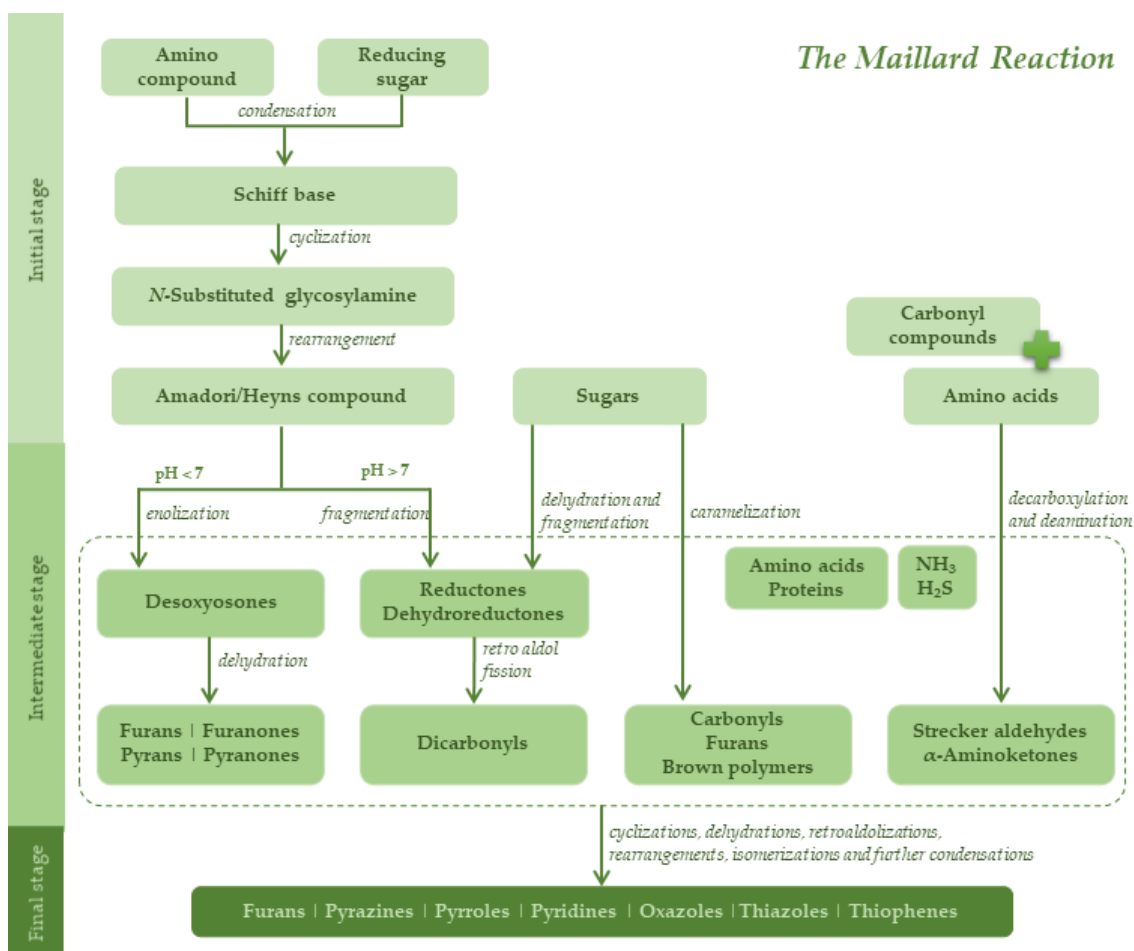 The Maillard Reaction
Initial stage
Amino
compound
Reducing
sugar
condensation
Schiff base
cyclization
N-Substituted glycosylamine
rearrangement
Carbonyl
compounds
Amadori/Heyns compound
Sugars
Amino acids
Intermediate stage
pH < 7
pH > 7
enolization
fragmentation
dehydration and
fragmentation
caramelization
decarboxylation
and deamination
Desoxyosones
Reductones
Dehydroreductones
Amino acids
Proteins
NH₃
H₂S
dehydration
retro aldol
fission
Furans | Furanones
Pyrans | Pyranones
Dicarbonyls
Carbonyls
Furans
Brown polymers
Strecker aldehydes
α-Aminoketones
Final stage
cyclizations, dehydrations, retroaldolizations,
rearrangements, isomerizations and further condensations
Furans | Pyrazines | Pyrroles | Pyridines | Oxazoles | Thiazoles | Thiophenes